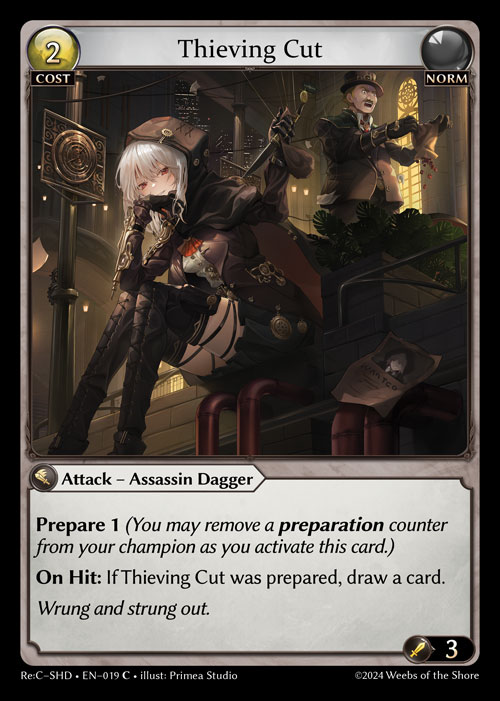 2
Thieving Cut
COST
NORM
WANTED
Attack – Assassin Dagger
Prepare 1 (You may remove a preparation counter
from your champion as you activate this card.)
On Hit: If Thieving Cut was prepared, draw a card.
Wrung and strung out.
3
Re:C–SHD • EN–019 C • illust: Primea Studio
©2024 Weebs of the Shore